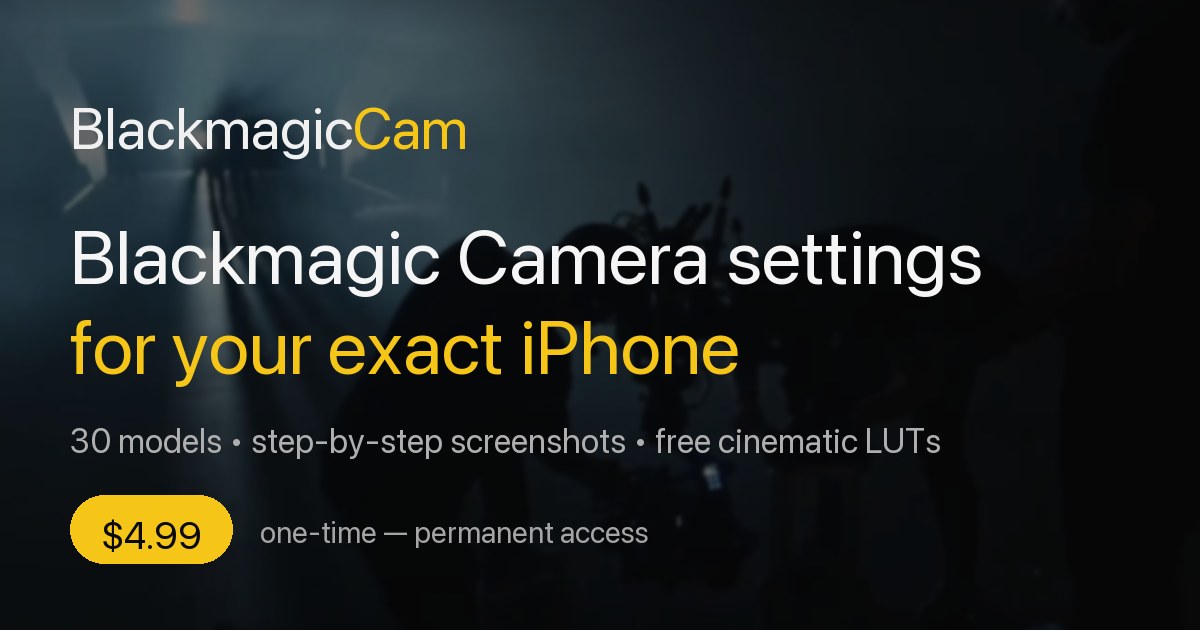 BlackmagicCam
Blackmagic Camera settings
for your exact iPhone
30 models • step-by-step screenshots • free cinematic LUTs
$4.99 one-time — permanent access